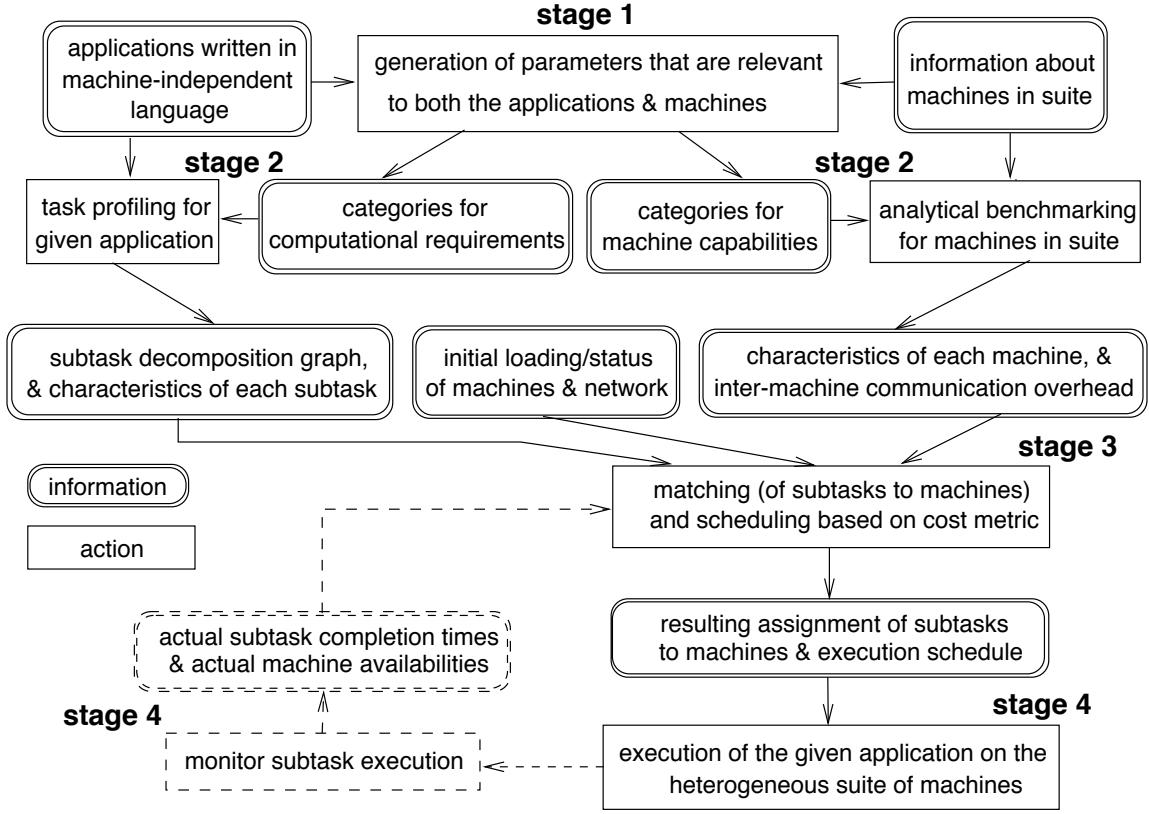 stage 1
applications written in
machine-independent
language
generation of parameters that are relevant
to both the applications & machines
information about
machines in suite
stage 2
stage 2
task profiling for
given application
categories for
computational requirements
categories for
machine capabilities
analytical benchmarking
for machines in suite
subtask decomposition graph,
& characteristics of each subtask
initial loading/status
of machines & network
characteristics of each machine, &
inter-machine communication overhead
stage 3
information
action
matching (of subtasks to machines)
and scheduling based on cost metric
actual subtask completion times
& actual machine availabilities
resulting assignment of subtasks
to machines & execution schedule
stage 4
stage 4
monitor subtask execution
execution of the given application on the
heterogeneous suite of machines